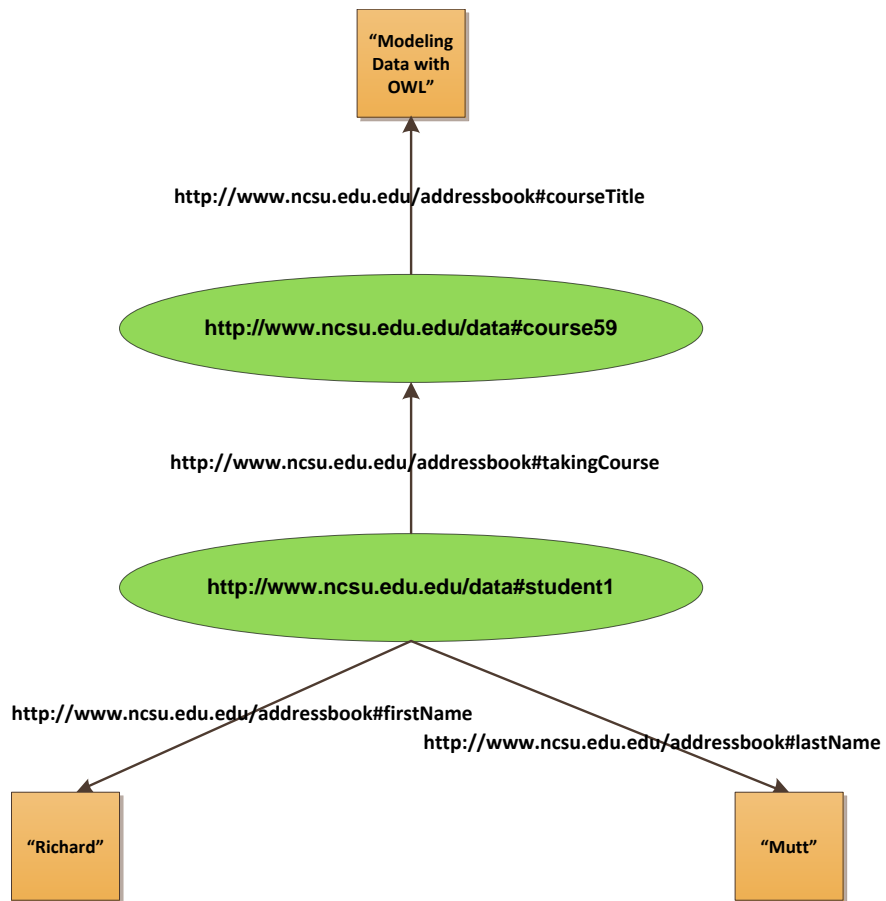 “Modeling
Data with
OWL”
http://www.ncsu.edu.edu/addressbook#courseTitle
http://www.ncsu.edu.edu/data#course59
http://www.ncsu.edu.edu/addressbook#takingCourse
http://www.ncsu.edu.edu/data#student1
http://www.ncsu.edu.edu/addressbook#firstName
http://www.ncsu.edu.edu/addressbook#lastName
“Richard”
“Mutt”